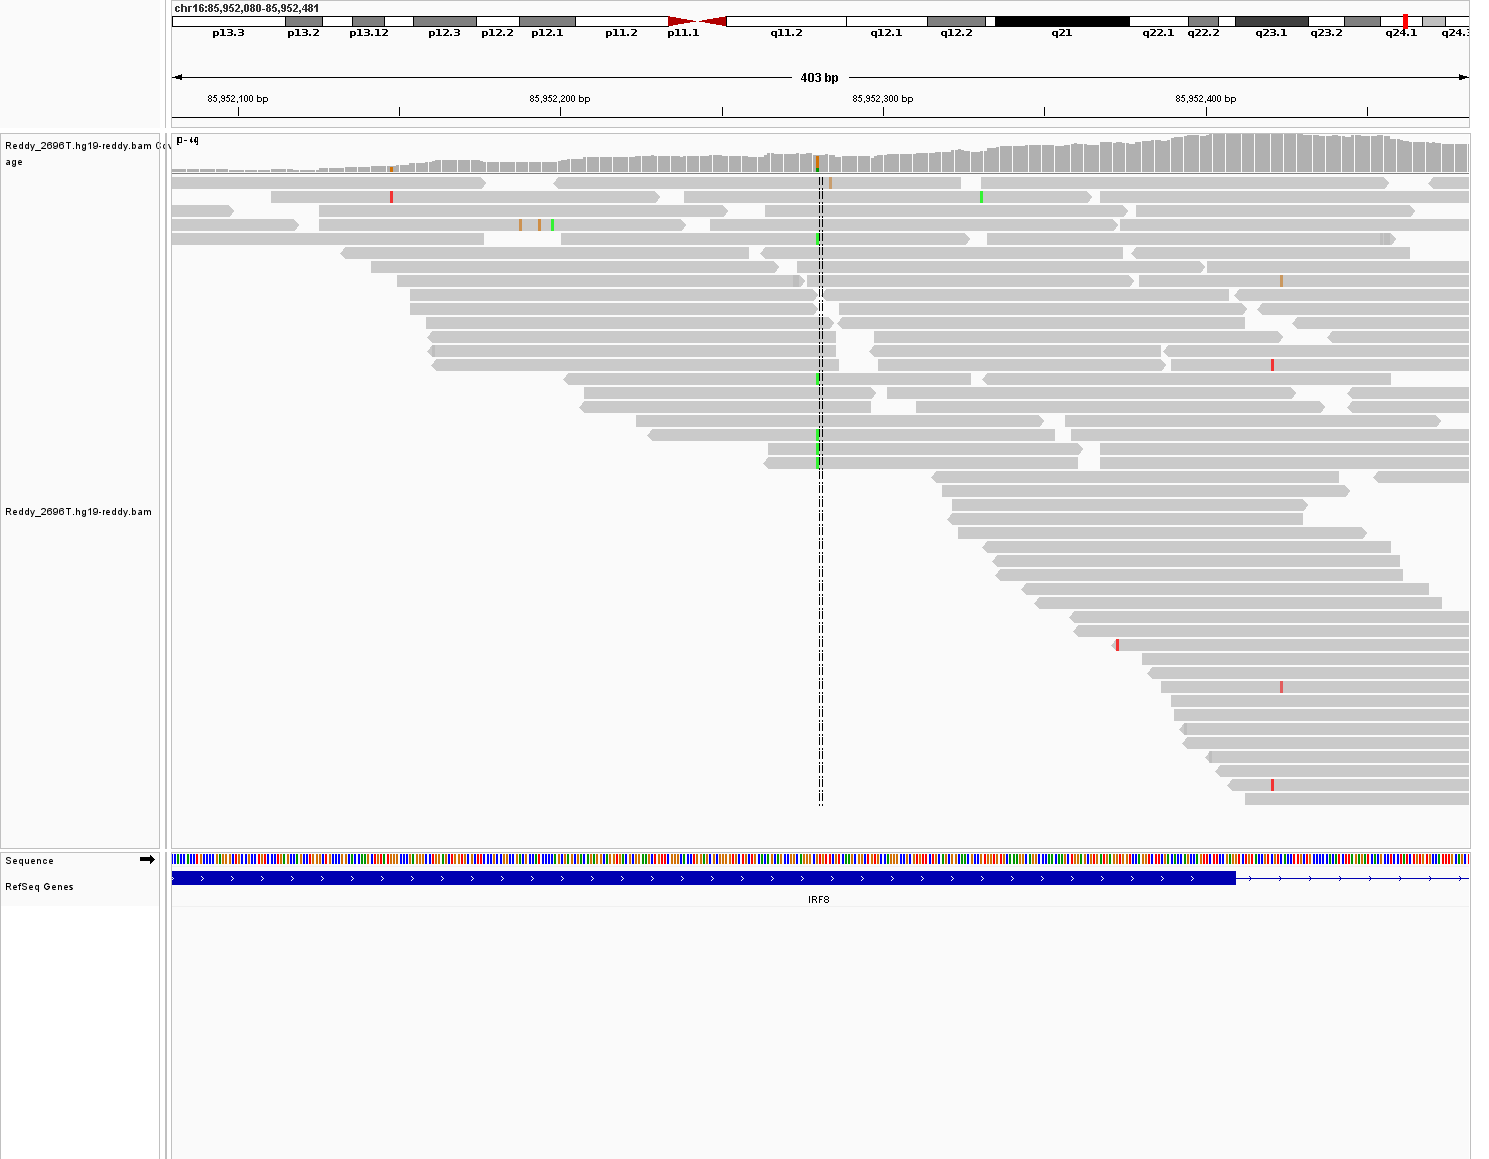 chr16:85,952,080-85,952,481
p13.3 p13.2 p13.12 p12.3 p12.2 p12.1 p11.2 p11.1 q11.2 q12.1 q12.2 q21 q22.1 q22.2 q23.1 q23.2 q24.1 q24.3
403 bp
85,952,100 bp 85,952,200 bp 85,952,300 bp 85,952,400 bp
[0 - 44]
Reddy_2696T.hg19-reddy.bam Cov
age
Reddy_2696T.hg19-reddy.bam
Sequence
RefSeq Genes
IRF8